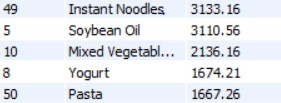 49 Instant Noodles 3133.16
5 Soybean Oil 3110.56
10 Mixed Vegetabl... 2136.16
8 Yogurt 1674.21
50 Pasta 1667.26